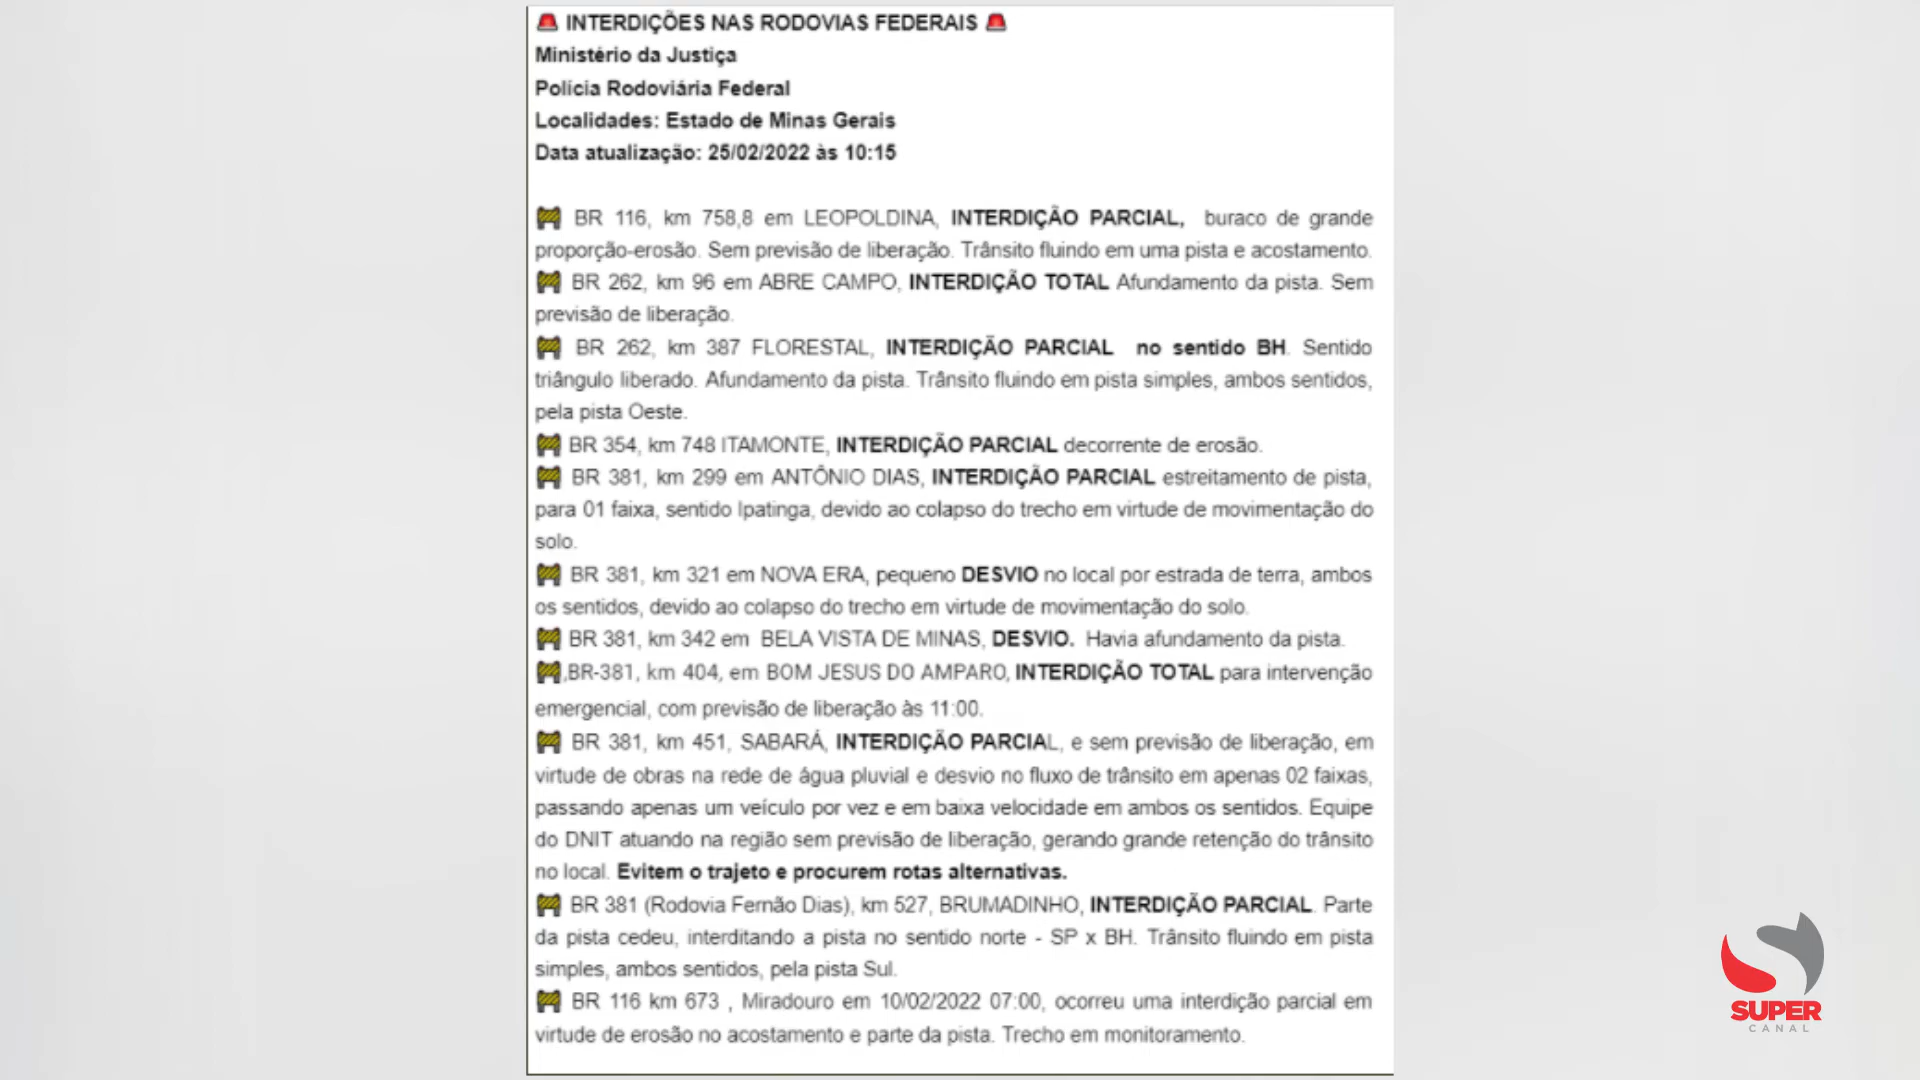 🚨 INTERDIÇÕES NAS RODOVIAS FEDERAIS 🚨
Ministério da Justiça
Polícia Rodoviária Federal
Localidades: Estado de Minas Gerais
Data atualização: 25/02/2022 às 10:15
🚧 BR 116, km 758,8 em LEOPOLDINA, INTERDIÇÃO PARCIAL, buraco de grande
proporção-erosão. Sem previsão de liberação. Trânsito fluindo em uma pista e acostamento.
🚧 BR 262, km 96 em ABRE CAMPO, INTERDIÇÃO TOTAL Afundamento da pista. Sem
previsão de liberação.
🚧 BR 262, km 387 FLORESTAL, INTERDIÇÃO PARCIAL no sentido BH. Sentido
triângulo liberado. Afundamento da pista. Trânsito fluindo em pista simples, ambos sentidos,
pela pista Oeste.
🚧 BR 354, km 748 ITAMONTE, INTERDIÇÃO PARCIAL decorrente de erosão.
🚧 BR 381, km 299 em ANTÔNIO DIAS, INTERDIÇÃO PARCIAL estreitamento de pista,
para 01 faixa, sentido Ipatinga, devido ao colapso do trecho em virtude de movimentação do
solo.
🚧 BR 381, km 321 em NOVA ERA, pequeno DESVIO no local por estrada de terra, ambos
os sentidos, devido ao colapso do trecho em virtude de movimentação do solo.
🚧 BR 381, km 342 em BELA VISTA DE MINAS, DESVIO. Havia afundamento da pista.
🚧,BR-381, km 404, em BOM JESUS DO AMPARO, INTERDIÇÃO TOTAL para intervenção
emergencial, com previsão de liberação às 11:00.
🚧 BR 381, km 451, SABARÁ, INTERDIÇÃO PARCIAL, e sem previsão de liberação, em
virtude de obras na rede de água pluvial e desvio no fluxo de trânsito em apenas 02 faixas,
passando apenas um veículo por vez e em baixa velocidade em ambos os sentidos. Equipe
do DNIT atuando na região sem previsão de liberação, gerando grande retenção do trânsito
no local. Evitem o trajeto e procurem rotas alternativas.
🚧 BR 381 (Rodovia Fernão Dias), km 527, BRUMADINHO, INTERDIÇÃO PARCIAL. Parte
da pista cedeu, interditando a pista no sentido norte - SP x BH. Trânsito fluindo em pista
simples, ambos sentidos, pela pista Sul.
🚧 BR 116 km 673 , Miradouro em 10/02/2022 07:00, ocorreu uma interdição parcial em
virtude de erosão no acostamento e parte da pista. Trecho em monitoramento.
SUPER
CANAL